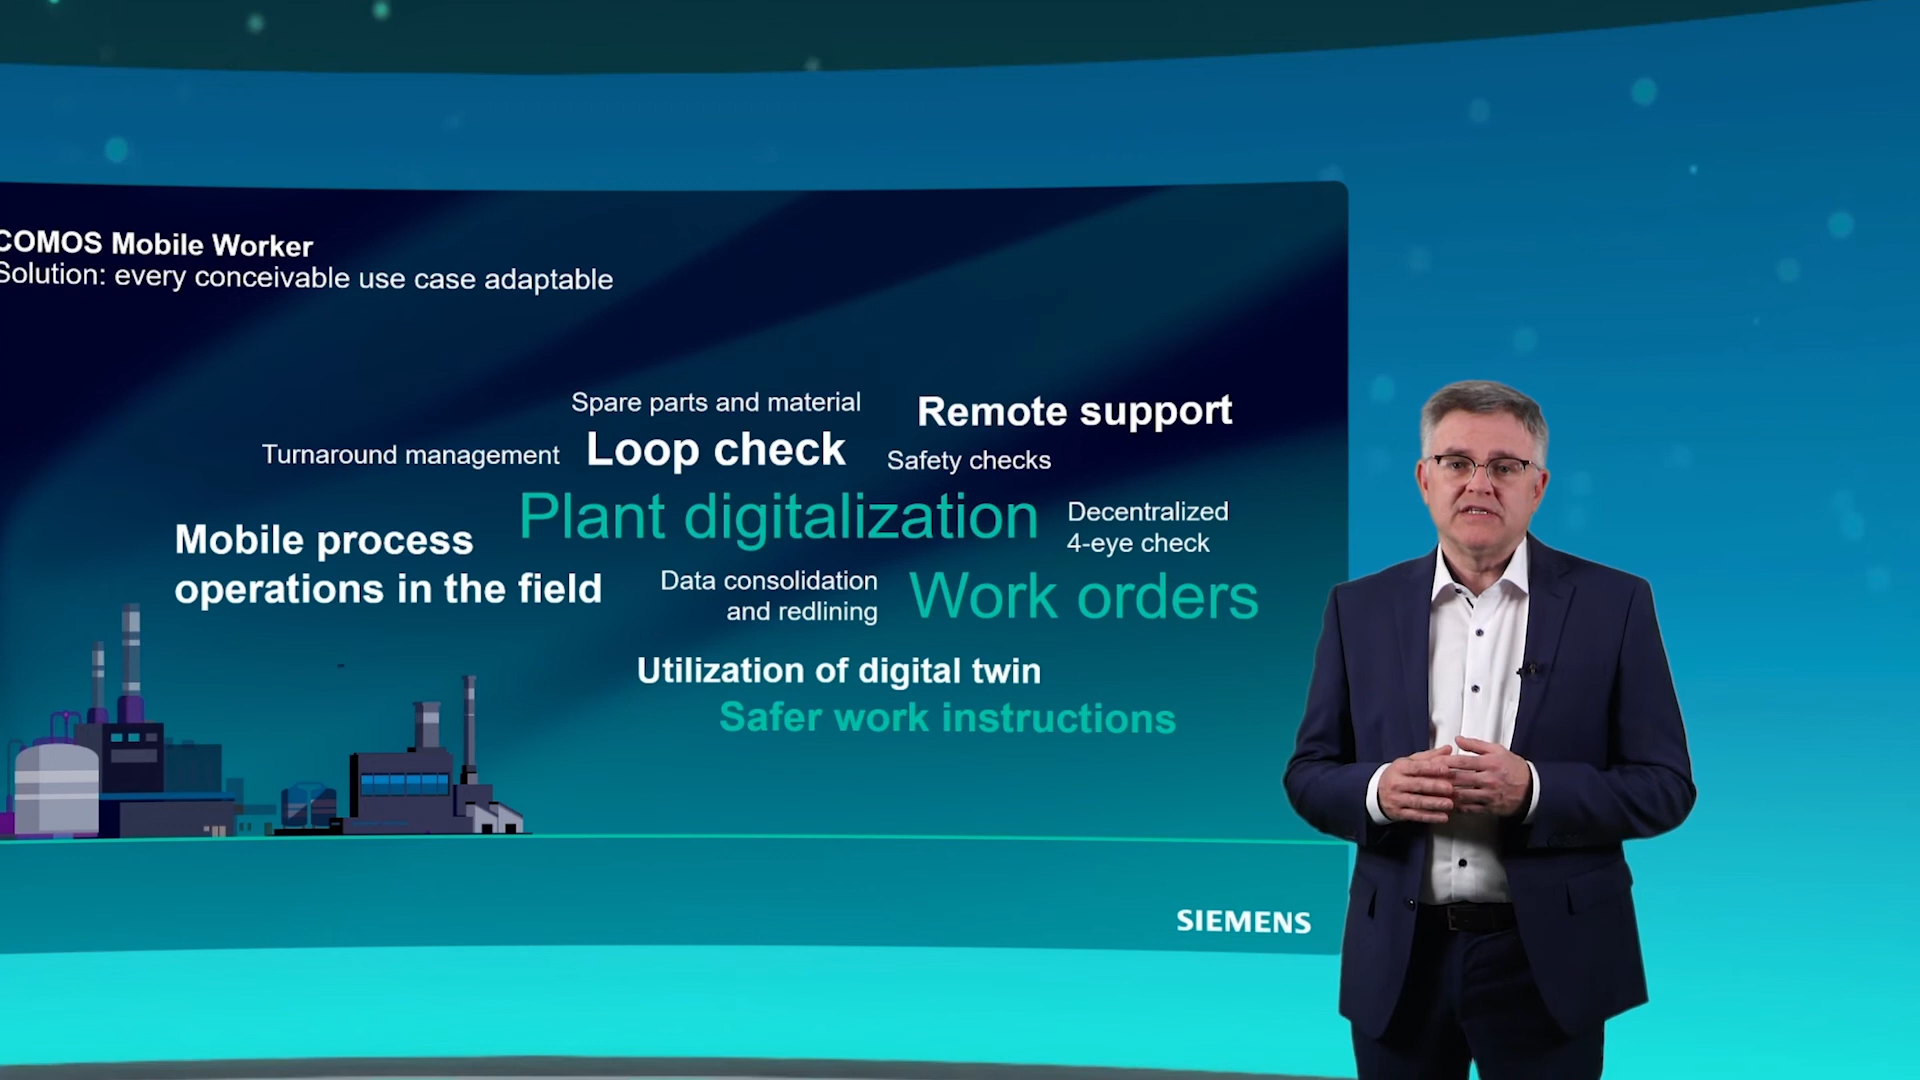 COMOS Mobile Worker
Solution: every conceivable use case adaptable
Spare parts and material
Remote support
Turnaround management
Loop check
Safety checks
Plant digitalization
Decentralized
4-eye check
Mobile process
operations in the field
Data consolidation
and redlining
Work orders
Utilization of digital twin
Safer work instructions
SIEMENS